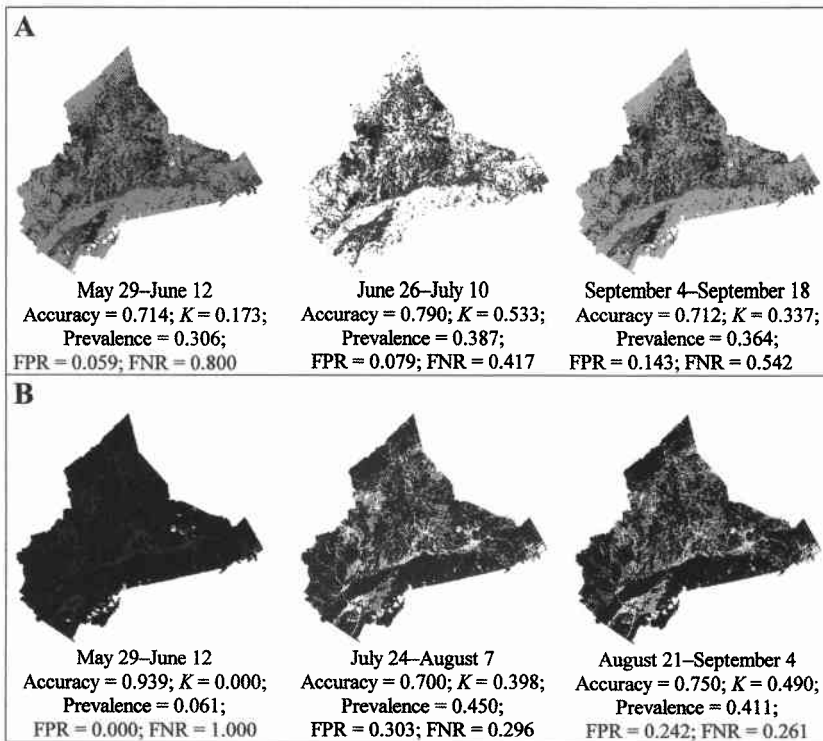 A
May 29–June 12
Accuracy = 0.714; K = 0.173;
Prevalence = 0.306;
FPR = 0.059; FNR = 0.800
June 26–July 10
Accuracy = 0.790; K = 0.533;
Prevalence = 0.387;
FPR = 0.079; FNR = 0.417
September 4–September 18
Accuracy = 0.712; K = 0.337;
Prevalence = 0.364;
FPR = 0.143; FNR = 0.542
B
May 29–June 12
Accuracy = 0.939; K = 0.000;
Prevalence = 0.061;
FPR = 0.000; FNR = 1.000
July 24–August 7
Accuracy = 0.700; K = 0.398;
Prevalence = 0.450;
FPR = 0.303; FNR = 0.296
August 21–September 4
Accuracy = 0.750; K = 0.490;
Prevalence = 0.411;
FPR = 0.242; FNR = 0.261